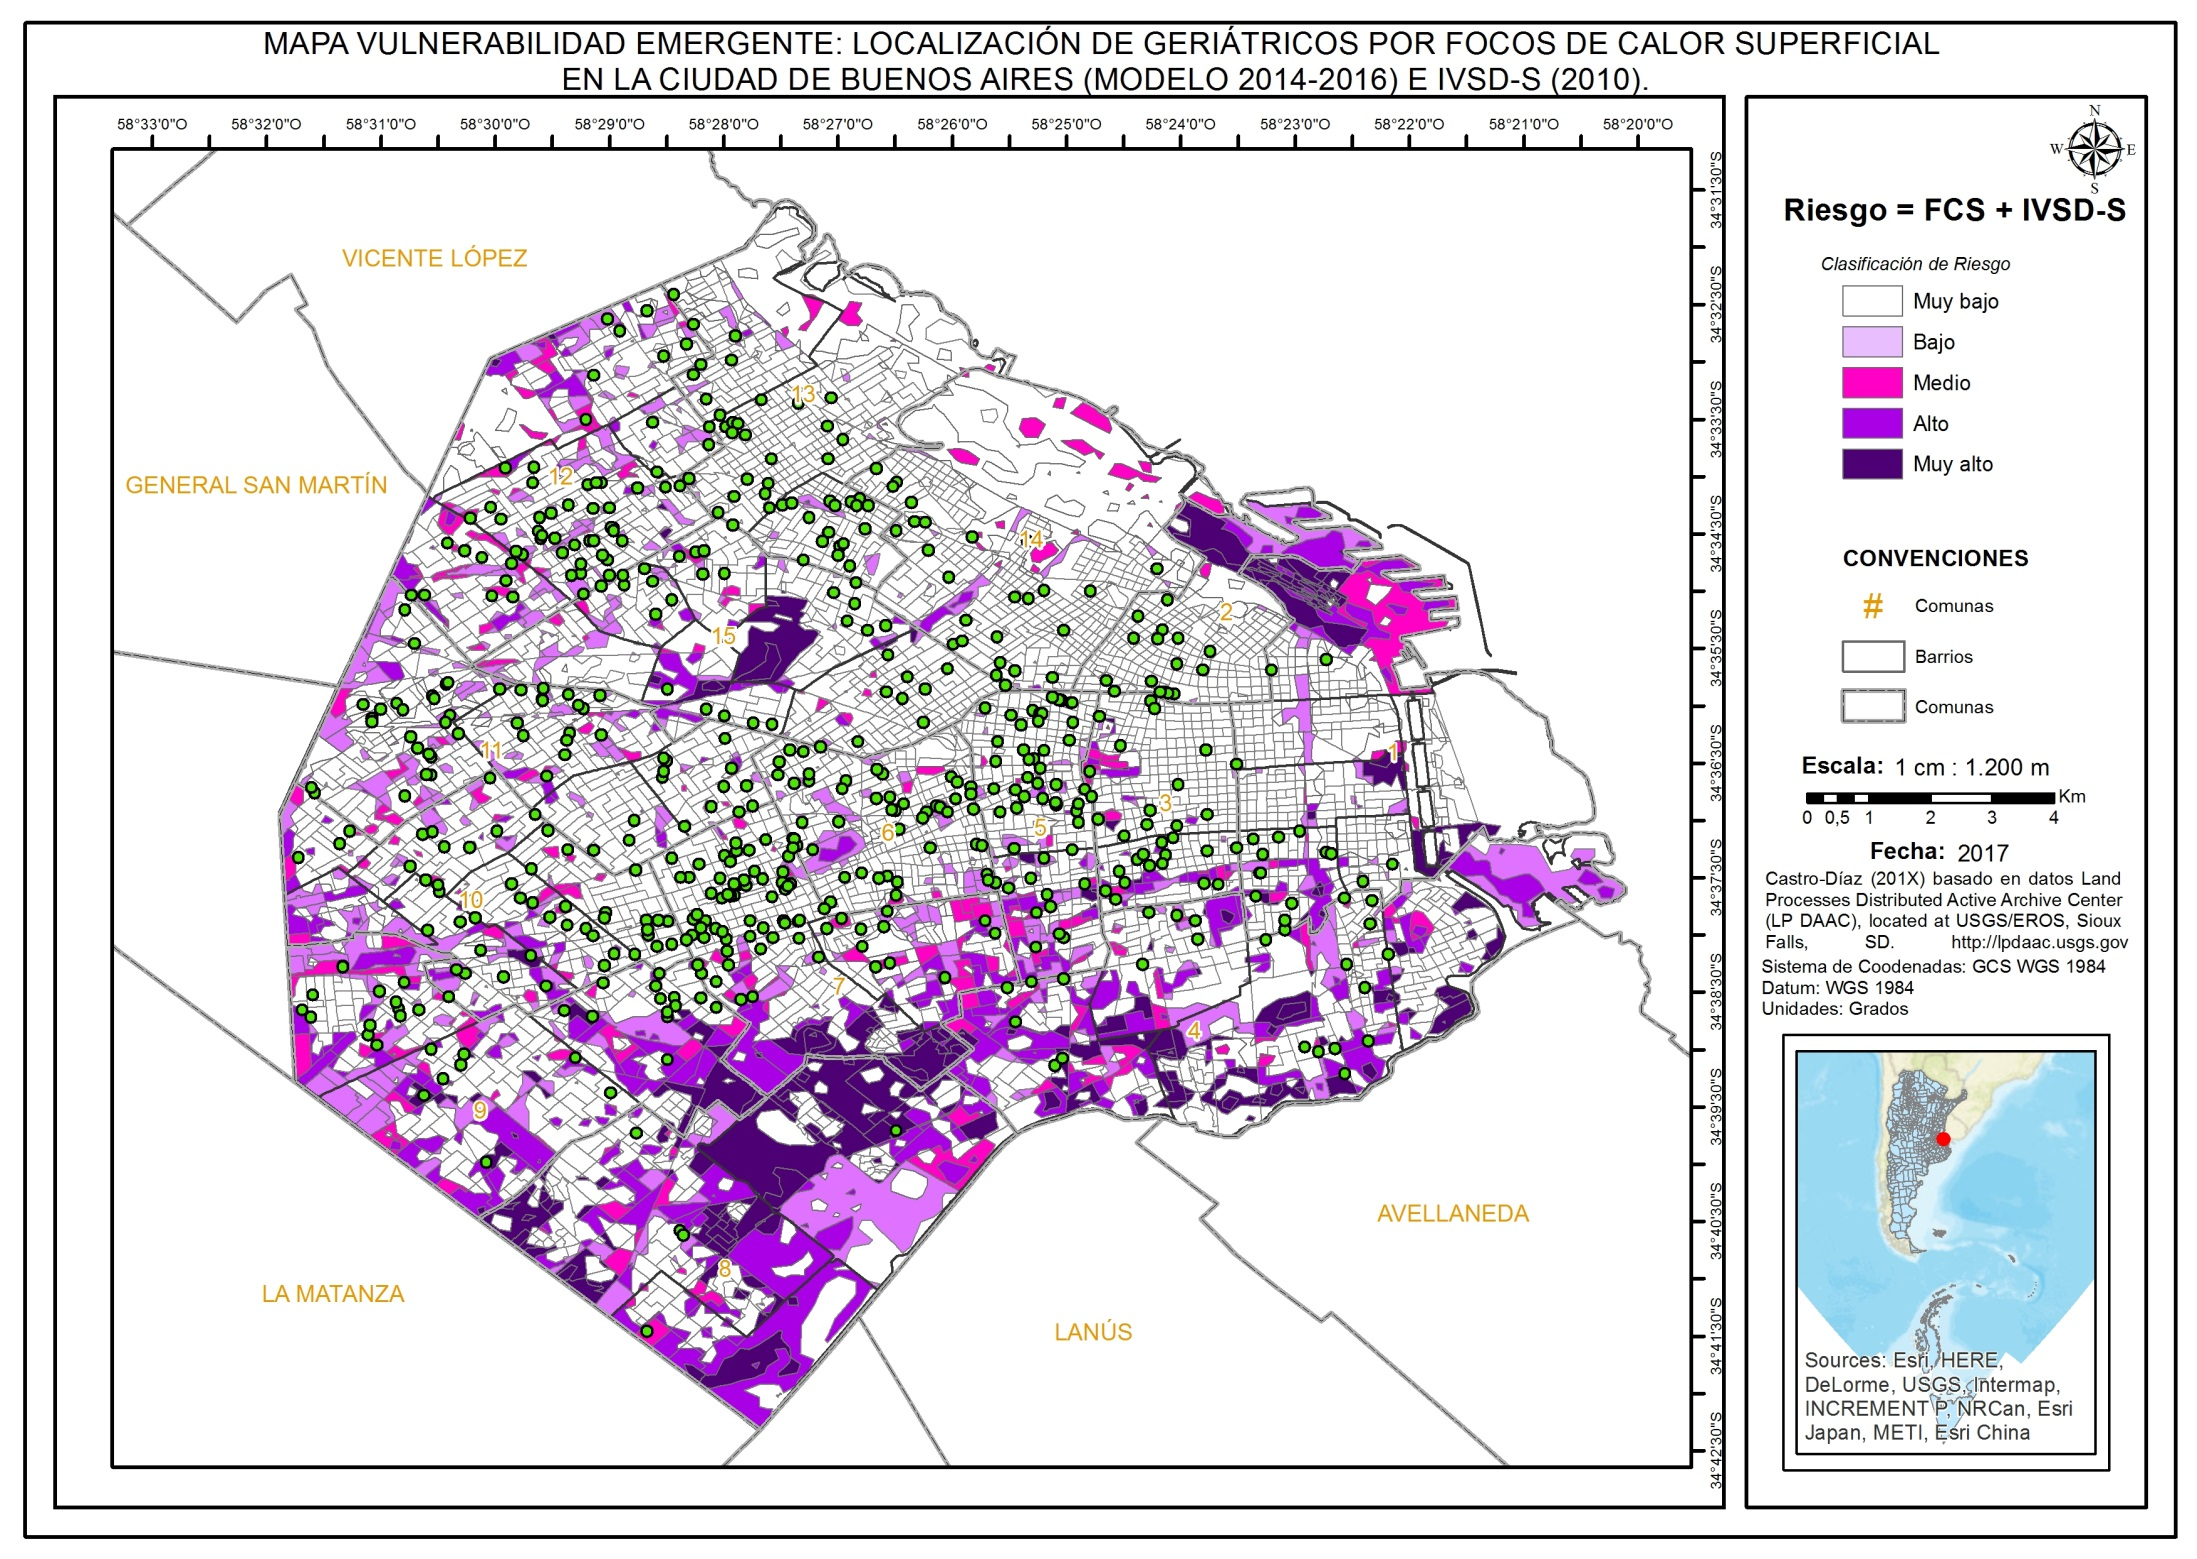 MAPA VULNERABILIDAD EMERGENTE: LOCALIZACIÓN DE GERIÁTRICOS POR FOCOS DE CALOR SUPERFICIAL
EN LA CIUDAD DE BUENOS AIRES (MODELO 2014-2016) E IVSD-S (2010).
58°33'0"O 58°32'0"O 58°31'0"O 58°30'0"O 58°29'0"O 58°28'0"O 58°27'0"O 58°26'0"O 58°25'0"O 58°24'0"O 58°23'0"O 58°22'0"O 58°21'0"O 58°20'0"O
34°31'30"S
34°32'30"S
34°33'30"S
34°34'30"S
34°35'30"S
34°36'30"S
34°37'30"S
34°38'30"S
34°39'30"S
34°40'30"S
34°41'30"S
34°42'30"S
VICENTE LÓPEZ
GENERAL SAN MARTÍN
LA MATANZA
LANÚS
AVELLANEDA
13
12
14
2
15
11
1
3
5
6
10
7
4
9
8
N
W E
S
Riesgo = FCS + IVSD-S
Clasificación de Riesgo
Muy bajo
Bajo
Medio
Alto
Muy alto
CONVENCIONES
# Comunas
Barrios
Comunas
Escala: 1 cm : 1.200 m
Km
0 0,5 1 2 3 4
Fecha: 2017
Castro-Díaz (201X) basado en datos Land
Processes Distributed Active Archive Center
(LP DAAC), located at USGS/EROS, Sioux
Falls, SD. http://lpdaac.usgs.gov
Sistema de Coodenadas: GCS WGS 1984
Datum: WGS 1984
Unidades: Grados
Sources: Esri, HERE,
DeLorme, USGS, Intermap,
INCREMENT P, NRCan, Esri
Japan, METI, Esri China